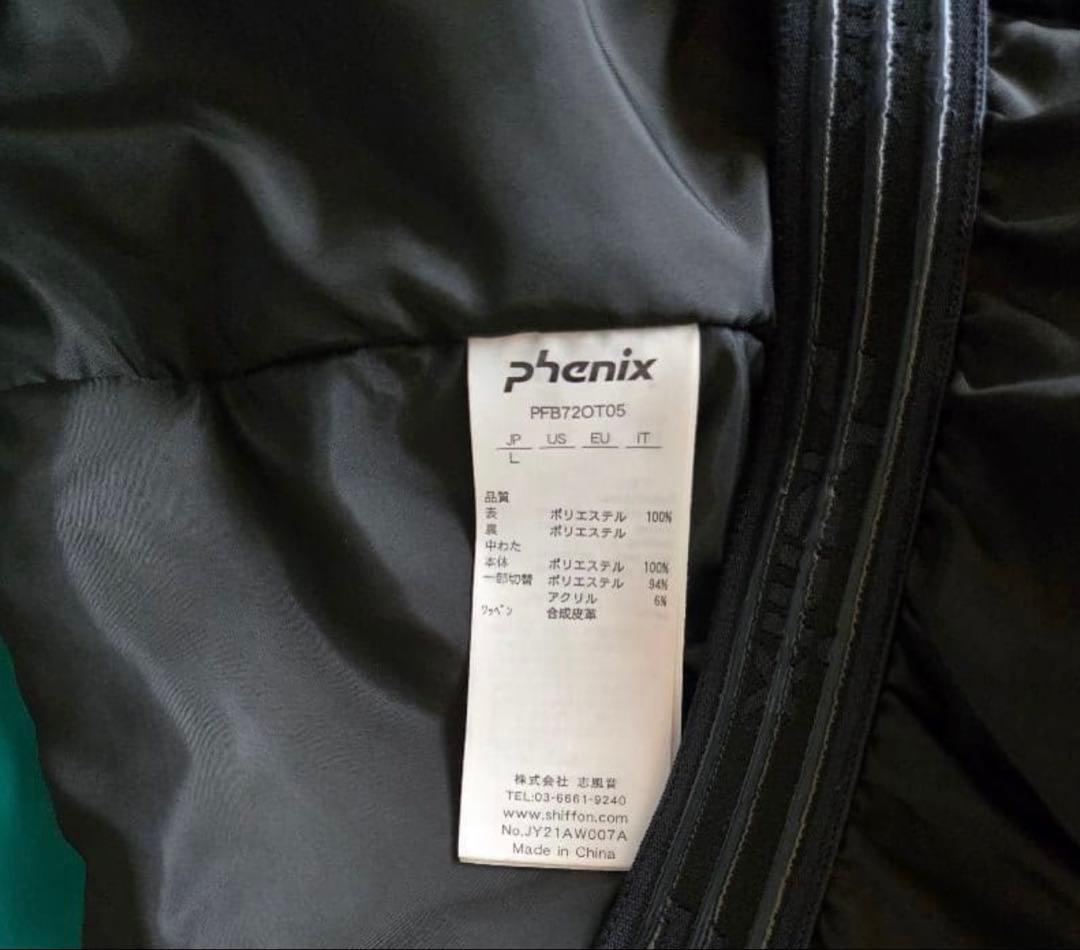 phenix
PFB72OT05
JP US EU IT
L
品質
表 ポリエステル 100%
裏 ポリエステル
中わた
本体 ポリエステル 100%
一部切替 ポリエステル 94%
アクリル 6%
ワッペン 合成皮革
株式会社 志風音
TEL:03-6661-9240
www.shiffon.com
No.JY21AW007A
Made in China